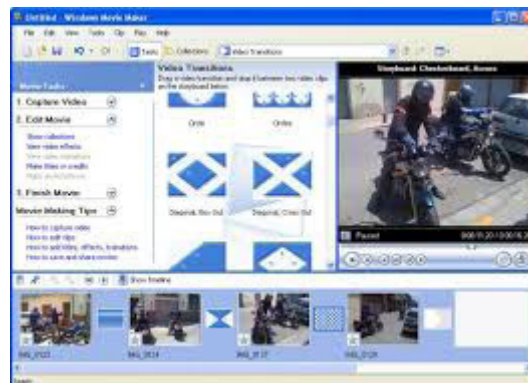 Untitled - Windows Movie Maker
File Edit View Tools Clip Play Help
Tasks Collections Video Transitions
Movie Tasks
1. Capture Video
2. Edit Movie
Show collections
View video effects
View video transitions
Make titles or credits
Make an AutoMovie
3. Finish Movie
Movie Making Tips
How to capture video
How to edit clips
How to add titles, effects, transitions
How to save and share movies
Video Transitions
Drag a video transition and drop it between two video clips on the storyboard below.
Circle
Circles
Diagonal, Box Out
Diagonal, Cross Out
Storyboard: Checkerboard, Across
Paused
Show Timeline
IMG_0123
IMG_0124
IMG_0127
IMG_0128
Ready